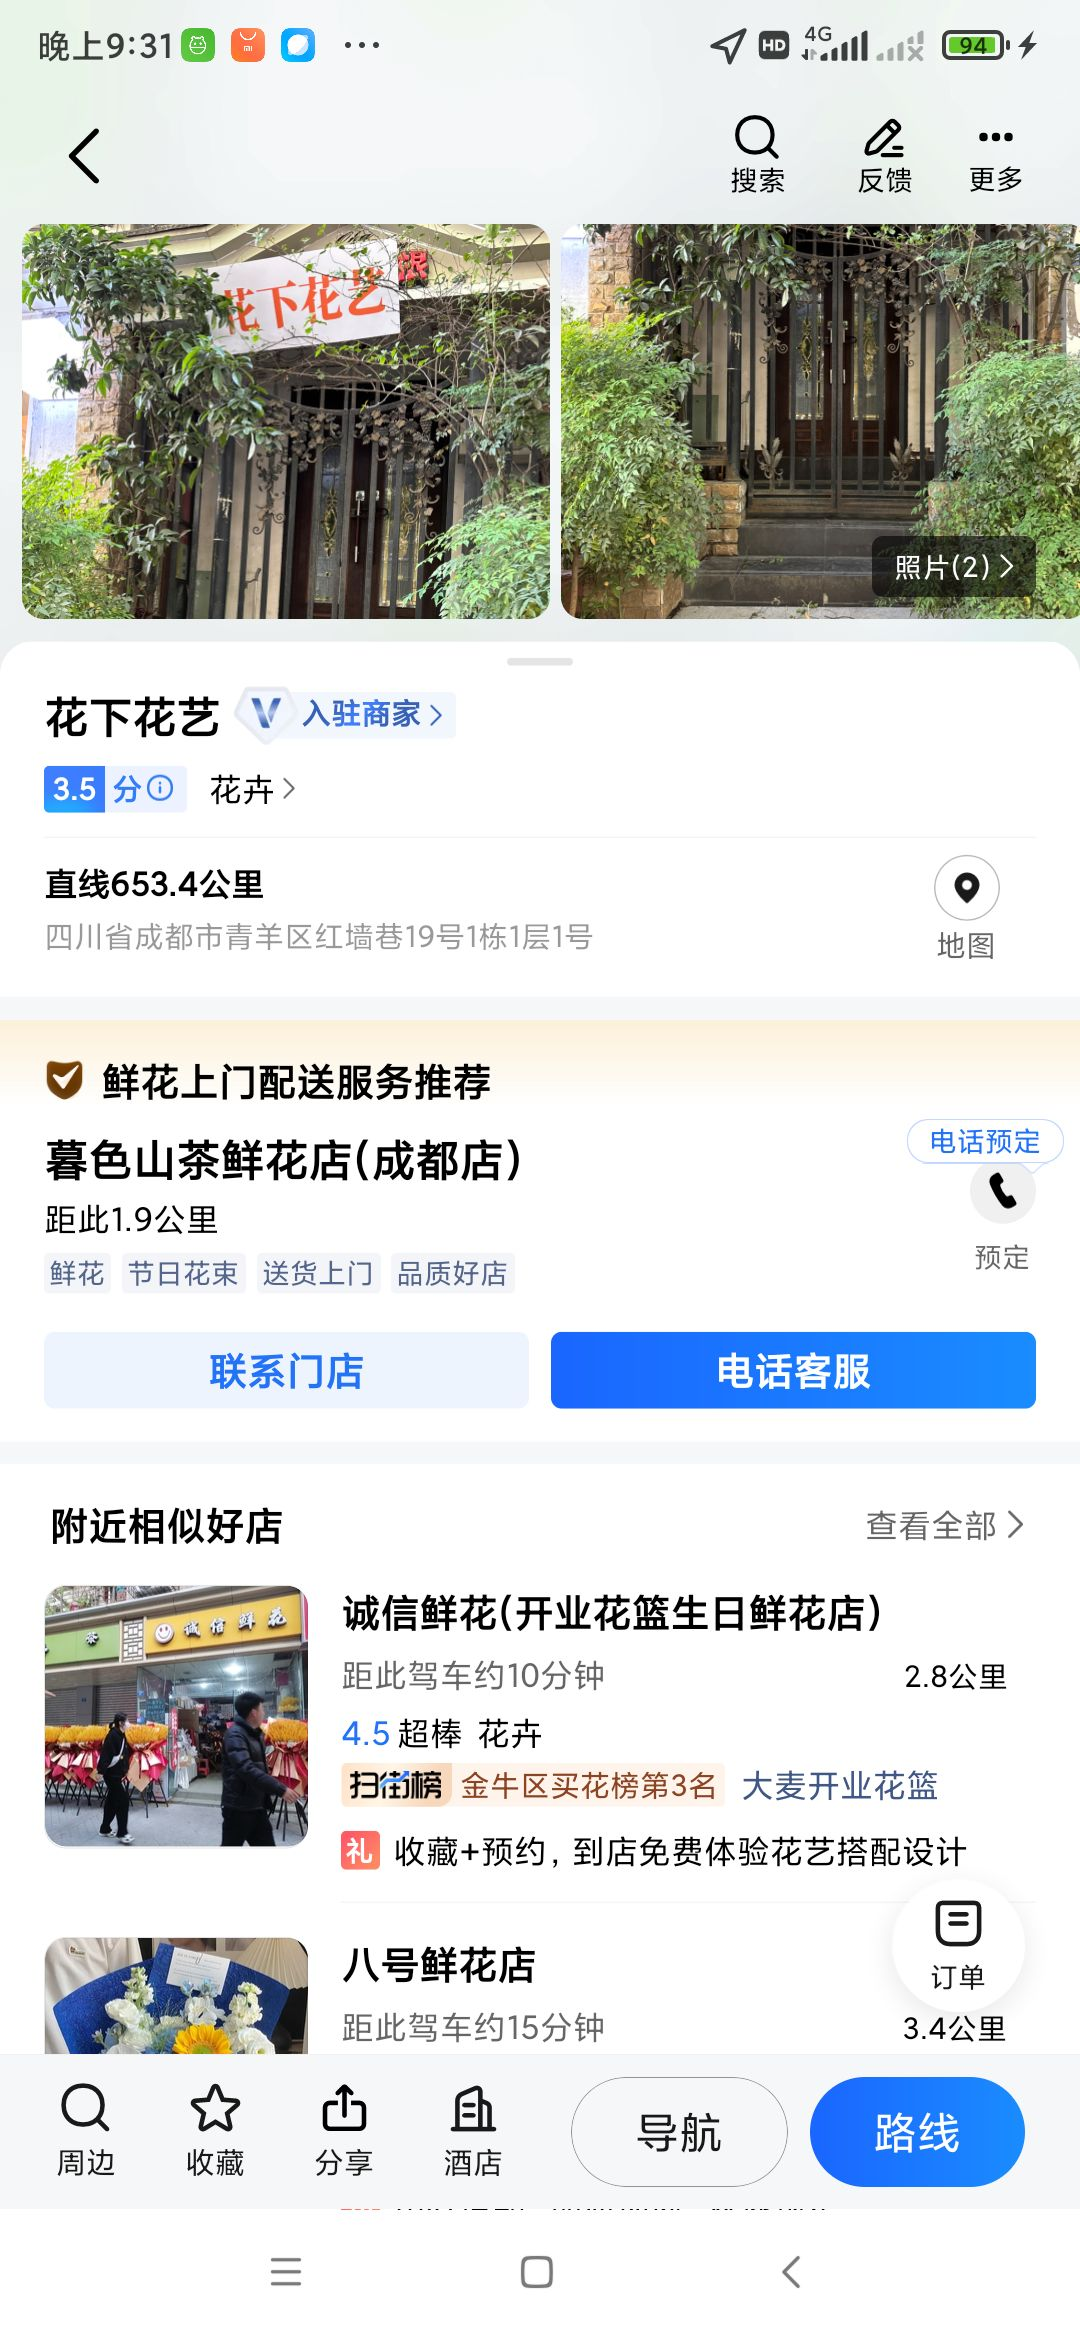 晚上9:31
HD
4G
94
搜索
反馈
更多
花下花艺
银
照片(2)
花下花艺
V 入驻商家
3.5分
花卉
直线653.4公里
四川省成都市青羊区红墙巷19号1栋1层1号
地图
鲜花上门配送服务推荐
暮色山茶鲜花店(成都店)
电话预定
距此1.9公里
预定
鲜花 节日花束 送货上门 品质好店
联系门店
电话客服
附近相似好店
查看全部
茶
诚信鲜花
诚信鲜花(开业花篮生日鲜花店)
距此驾车约10分钟
2.8公里
4.5 超棒 花卉
扫街榜 金牛区买花榜第3名 大麦开业花篮
礼 收藏+预约，到店免费体验花艺搭配设计
八号鲜花店
订单
距此驾车约15分钟
3.4公里
周边
收藏
分享
酒店
导航
路线